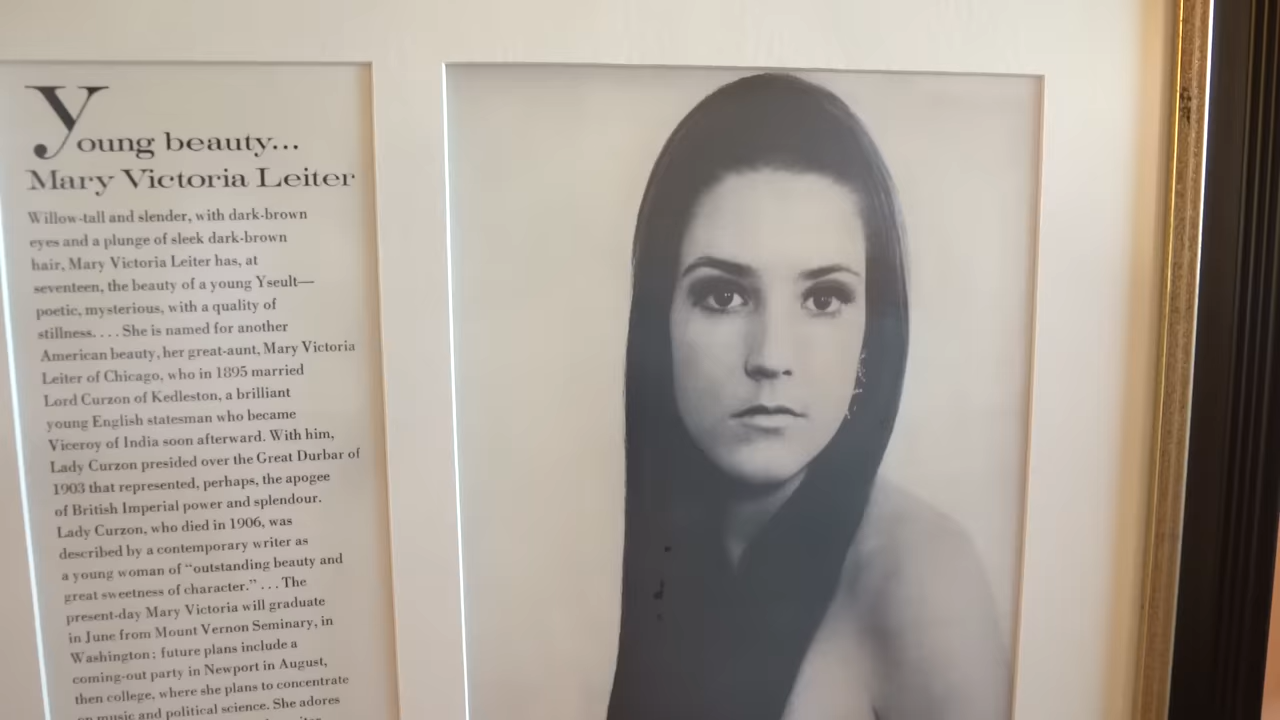 Young beauty...
Mary Victoria Leiter
Willow-tall and slender, with dark-brown
eyes and a plunge of sleek dark-brown
hair, Mary Victoria Leiter has, at
seventeen, the beauty of a young Yseult—
poetic, mysterious, with a quality of
stillness. . . . She is named for another
American beauty, her great-aunt, Mary Victoria
Leiter of Chicago, who in 1895 married
Lord Curzon of Kedleston, a brilliant
young English statesman who became
Viceroy of India soon afterward. With him,
Lady Curzon presided over the Great Durbar of
1903 that represented, perhaps, the apogee
of British Imperial power and splendour.
Lady Curzon, who died in 1906, was
described by a contemporary writer as
a young woman of “outstanding beauty and
great sweetness of character.” . . . The
present-day Mary Victoria will graduate
in June from Mount Vernon Seminary, in
Washington; future plans include a
coming-out party in Newport in August,
then college, where she plans to concentrate
on music and political science. She adores